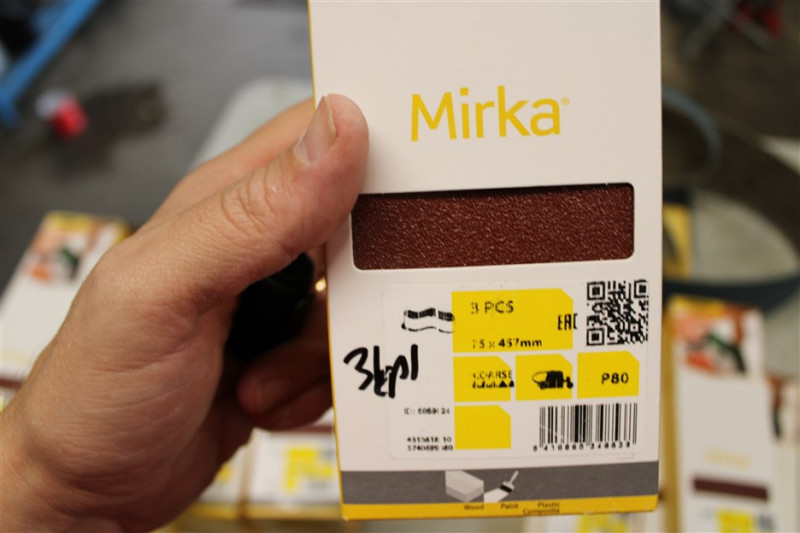 Mirka®
3 PCS
EAC
75 x 457mm
3kpl
COARSE
P80
Wood
Paint
Plastic
Composite